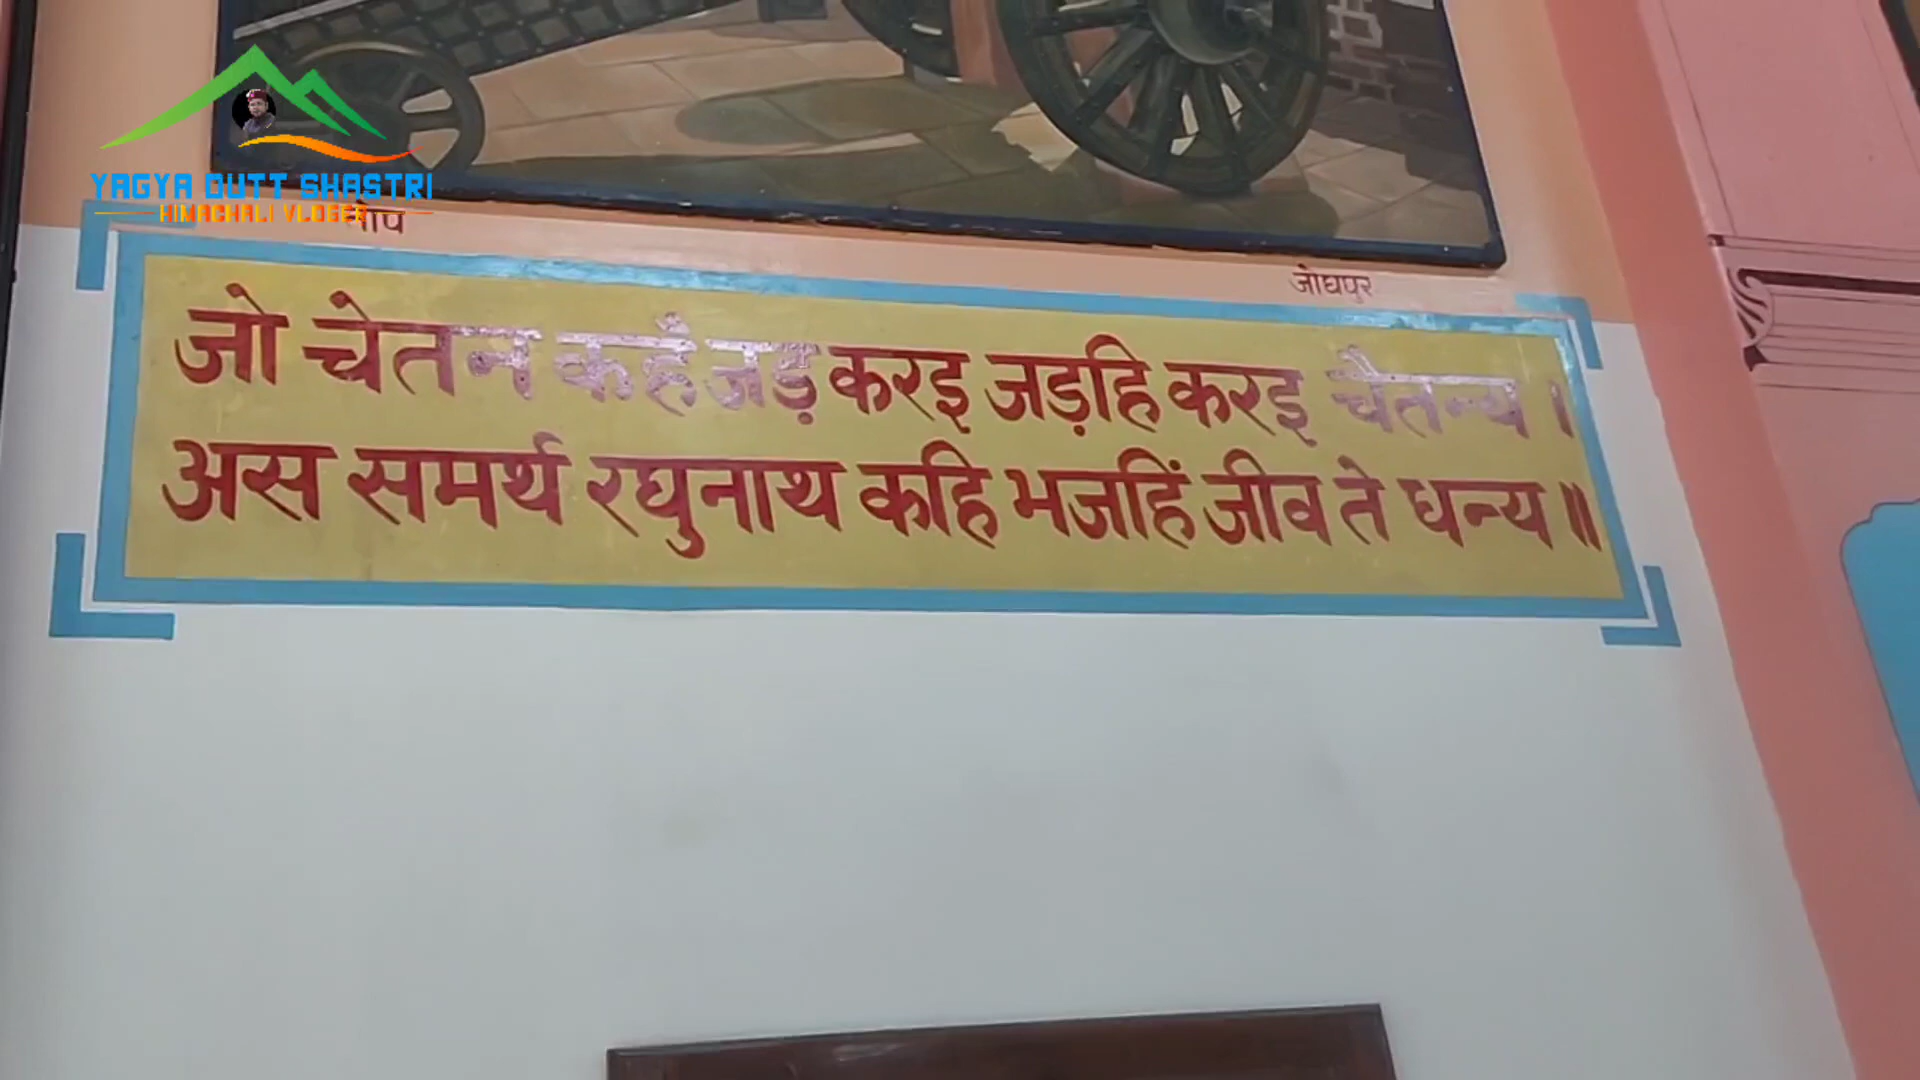 YAGYA DUTT SHASTRI
HIMACHALI VLOGER
जोधपुर
जो चेतन कहँ जड़ करइ जड़हि करइ चैतन्य ।
अस समर्थ रघुनाथ कहि भजहिं जीव ते धन्य ॥